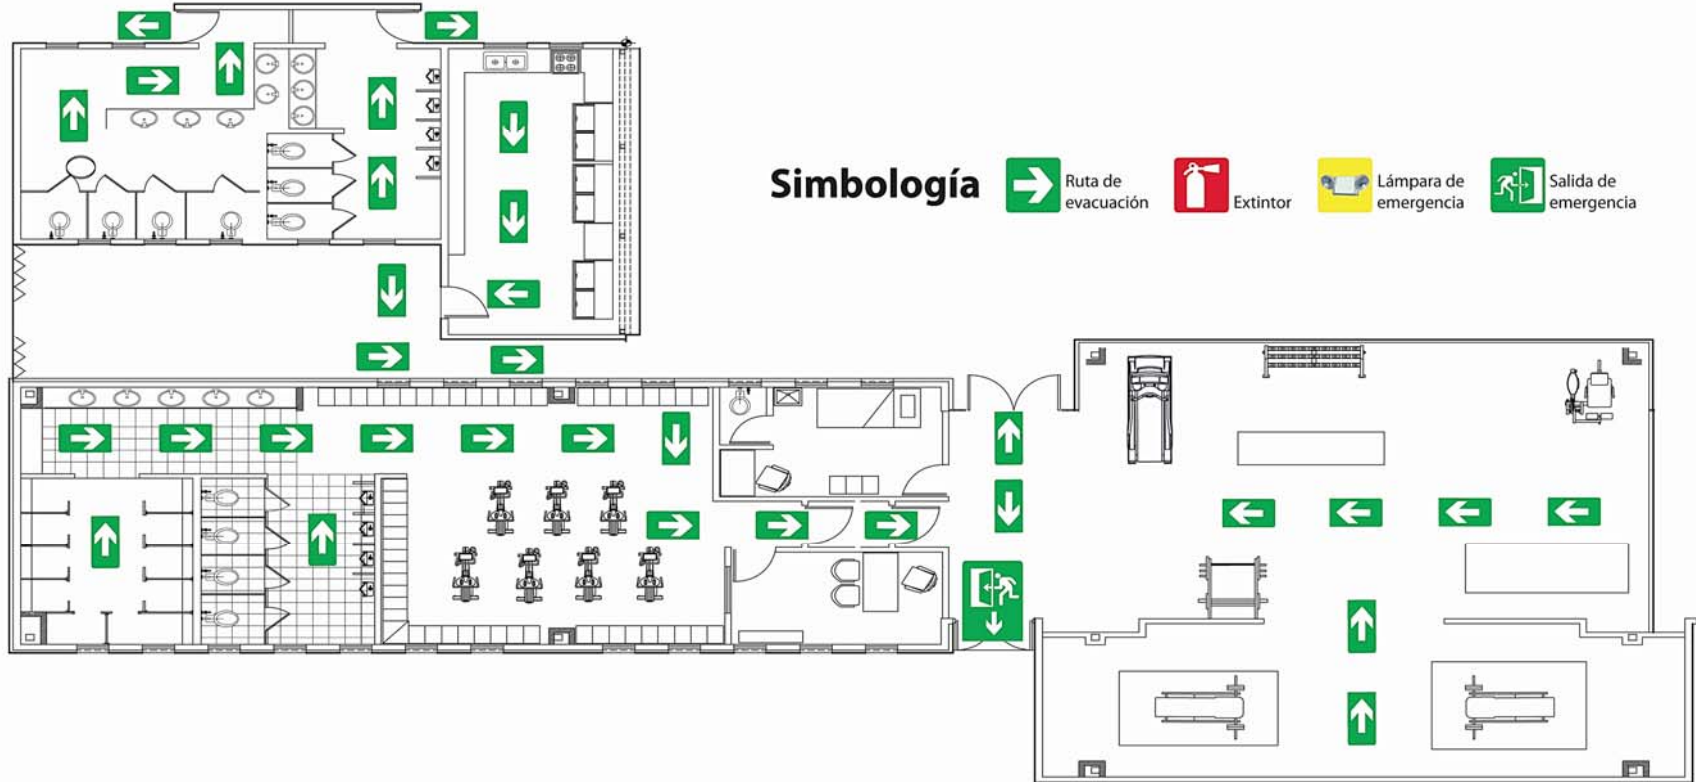 Simbología
Ruta de
evacuación
Extintor
Lámpara de
emergencia
Salida de
emergencia